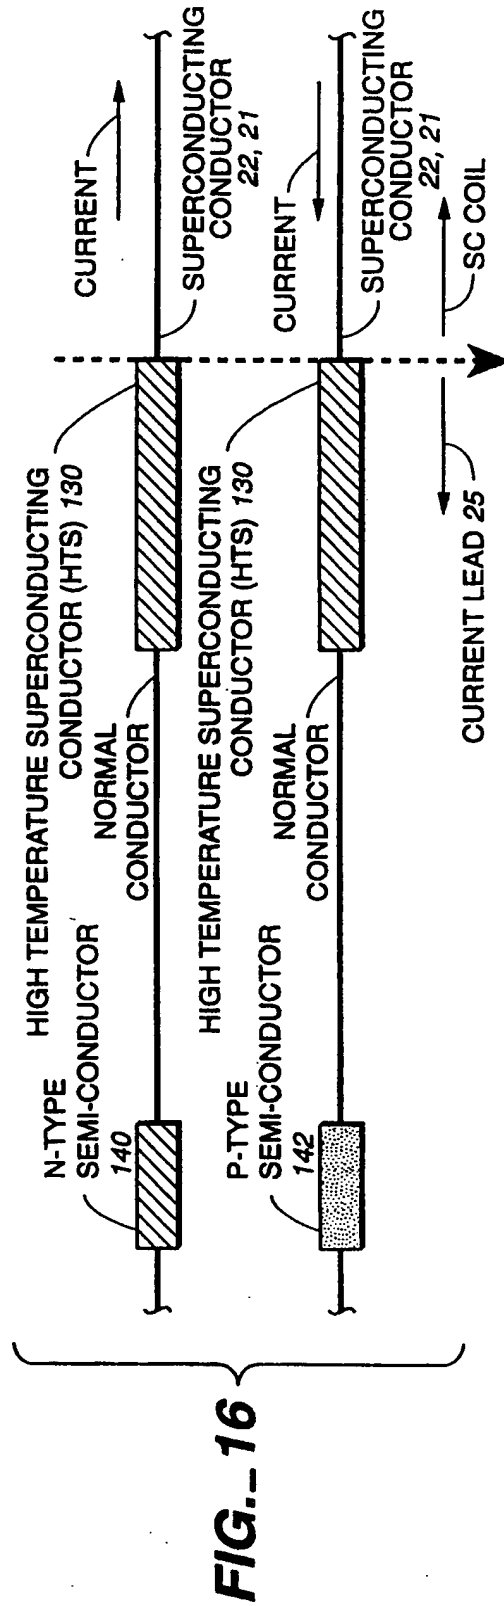 FIG._16
N-TYPE
SEMI-CONDUCTOR
140
HIGH TEMPERATURE SUPERCONDUCTING
CONDUCTOR (HTS) 130
NORMAL
CONDUCTOR
CURRENT
SUPERCONDUCTING
CONDUCTOR
22, 21
P-TYPE
SEMI-CONDUCTOR
142
HIGH TEMPERATURE SUPERCONDUCTING
CONDUCTOR (HTS) 130
NORMAL
CONDUCTOR
CURRENT
SUPERCONDUCTING
CONDUCTOR
22, 21
CURRENT LEAD 25
SC COIL